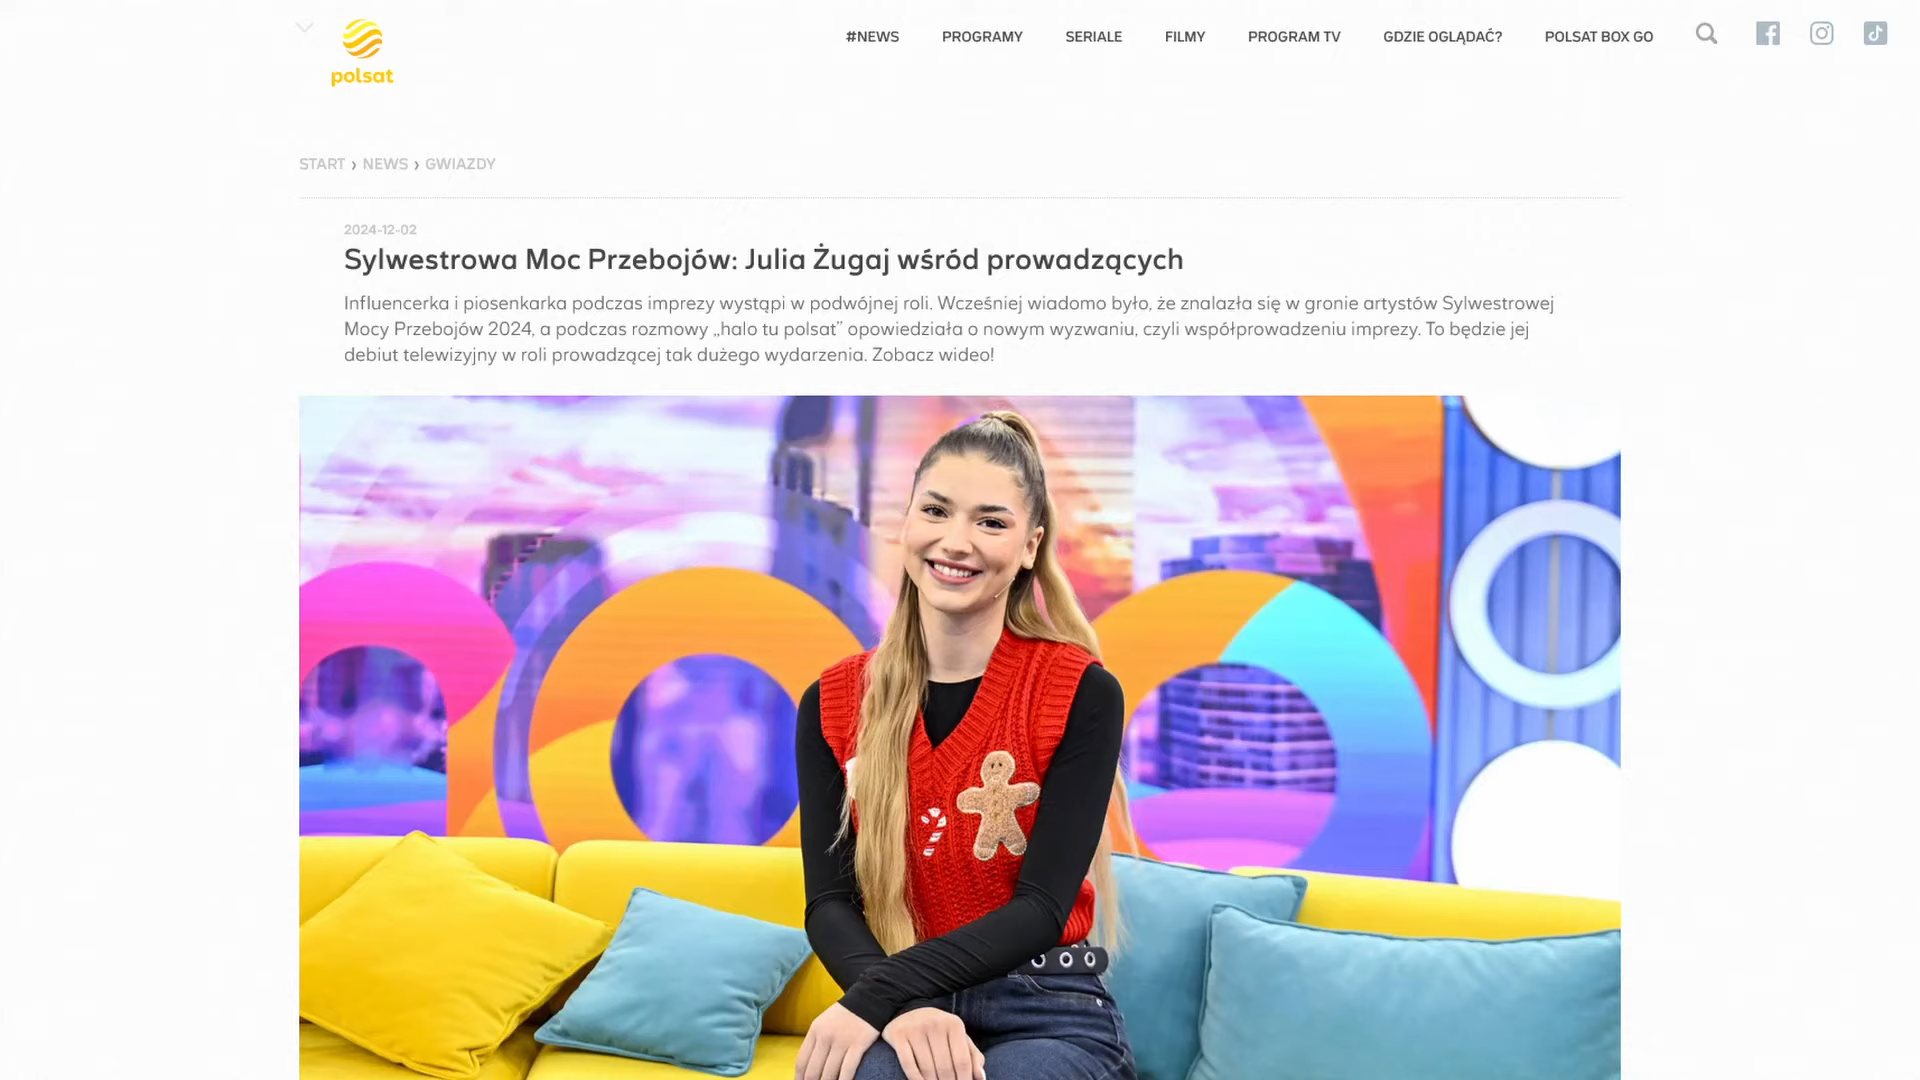 polsat
#NEWS PROGRAMY SERIALE FILMY PROGRAM TV GDZIE OGLĄDAĆ? POLSAT BOX GO
START › NEWS › GWIAZDY
2024-12-02
Sylwestrowa Moc Przebojów: Julia Żugaj wśród prowadzących
Influencerka i piosenkarka podczas imprezy wystąpi w podwójnej roli. Wcześniej wiadomo było, że znalazła się w gronie artystów Sylwestrowej
Mocy Przebojów 2024, a podczas rozmowy „halo tu polsat” opowiedziała o nowym wyzwaniu, czyli współprowadzeniu imprezy. To będzie jej
debiut telewizyjny w roli prowadzącej tak dużego wydarzenia. Zobacz wideo!